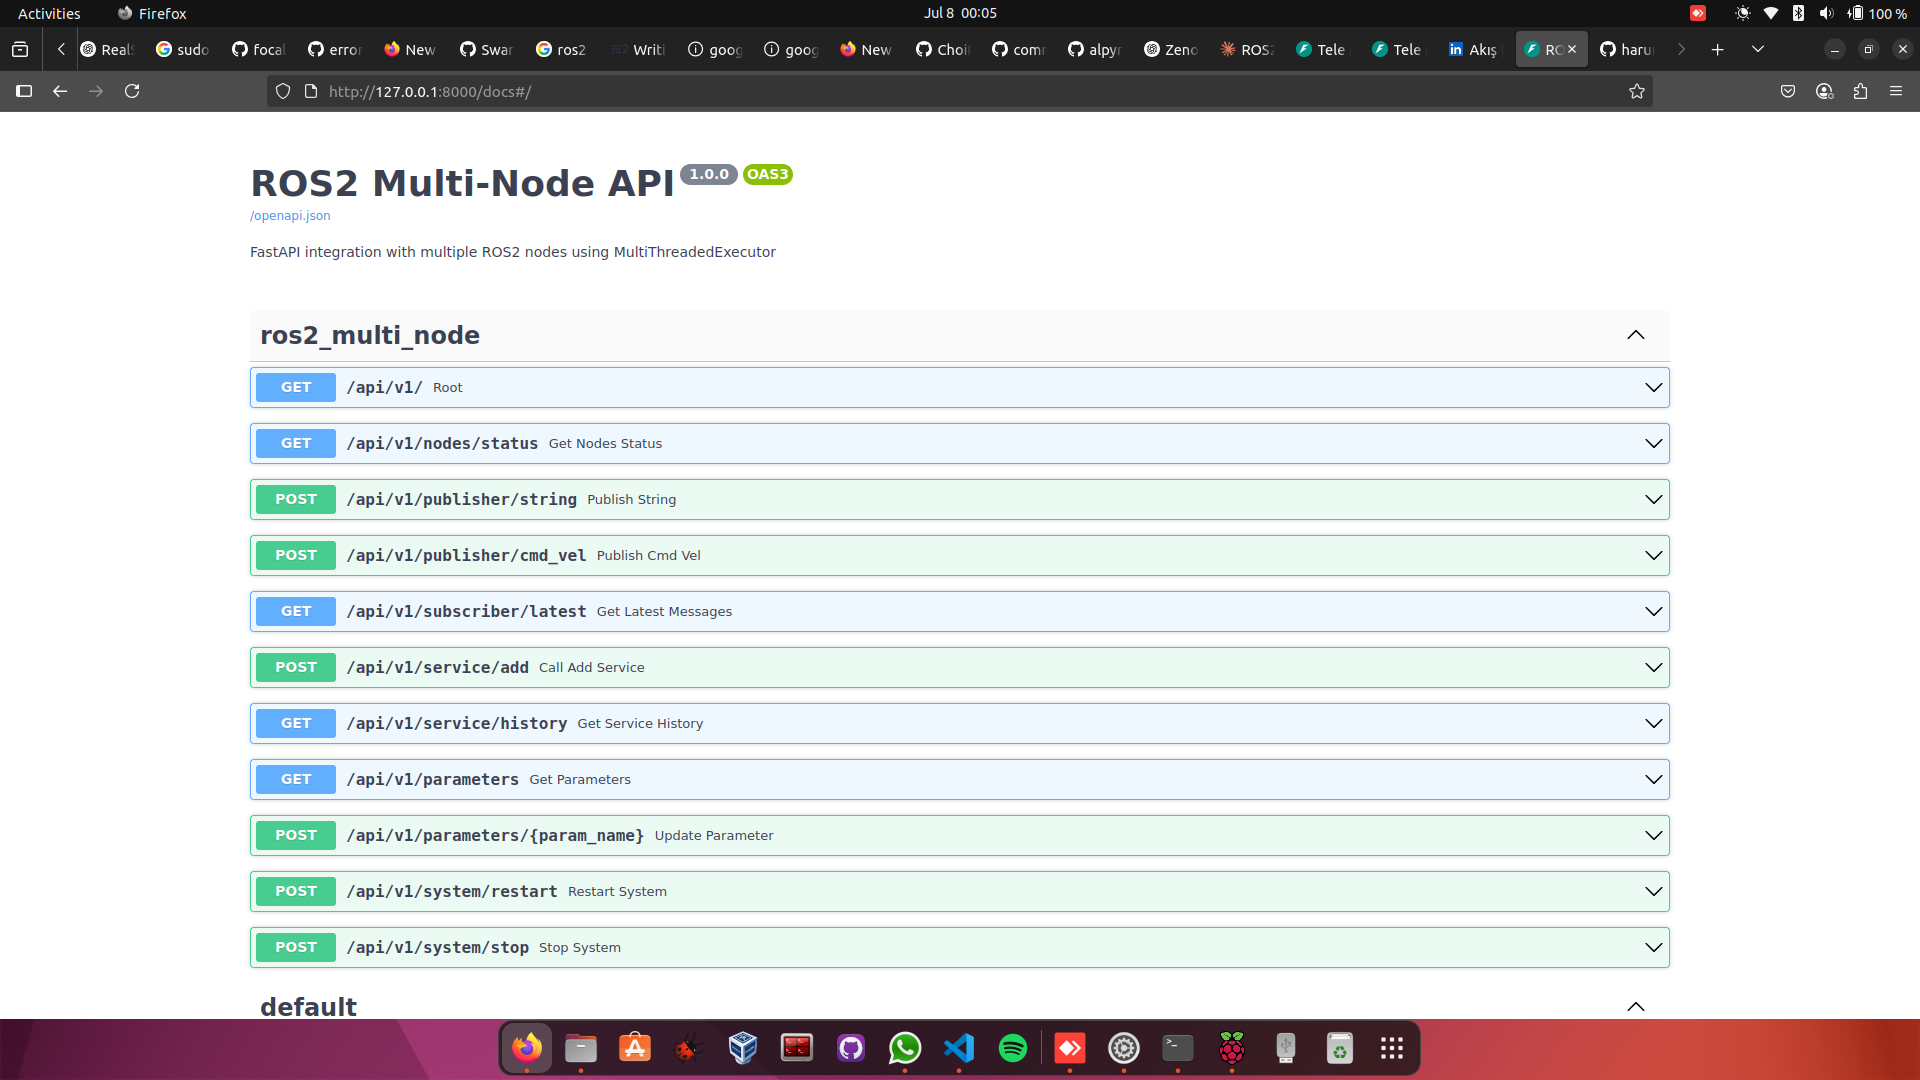 Activities Firefox Jul 8 00:05 100 %
Real sudo focal error New Swar ros2 Writi goog goog New Choi comm alpyr Zeno ROS2 Tele Tele Akış RO haru
http://127.0.0.1:8000/docs#/
ROS2 Multi-Node API 1.0.0 OAS3
/openapi.json
FastAPI integration with multiple ROS2 nodes using MultiThreadedExecutor
ros2_multi_node
GET /api/v1/ Root
GET /api/v1/nodes/status Get Nodes Status
POST /api/v1/publisher/string Publish String
POST /api/v1/publisher/cmd_vel Publish Cmd Vel
GET /api/v1/subscriber/latest Get Latest Messages
POST /api/v1/service/add Call Add Service
GET /api/v1/service/history Get Service History
GET /api/v1/parameters Get Parameters
POST /api/v1/parameters/{param_name} Update Parameter
POST /api/v1/system/restart Restart System
POST /api/v1/system/stop Stop System
default